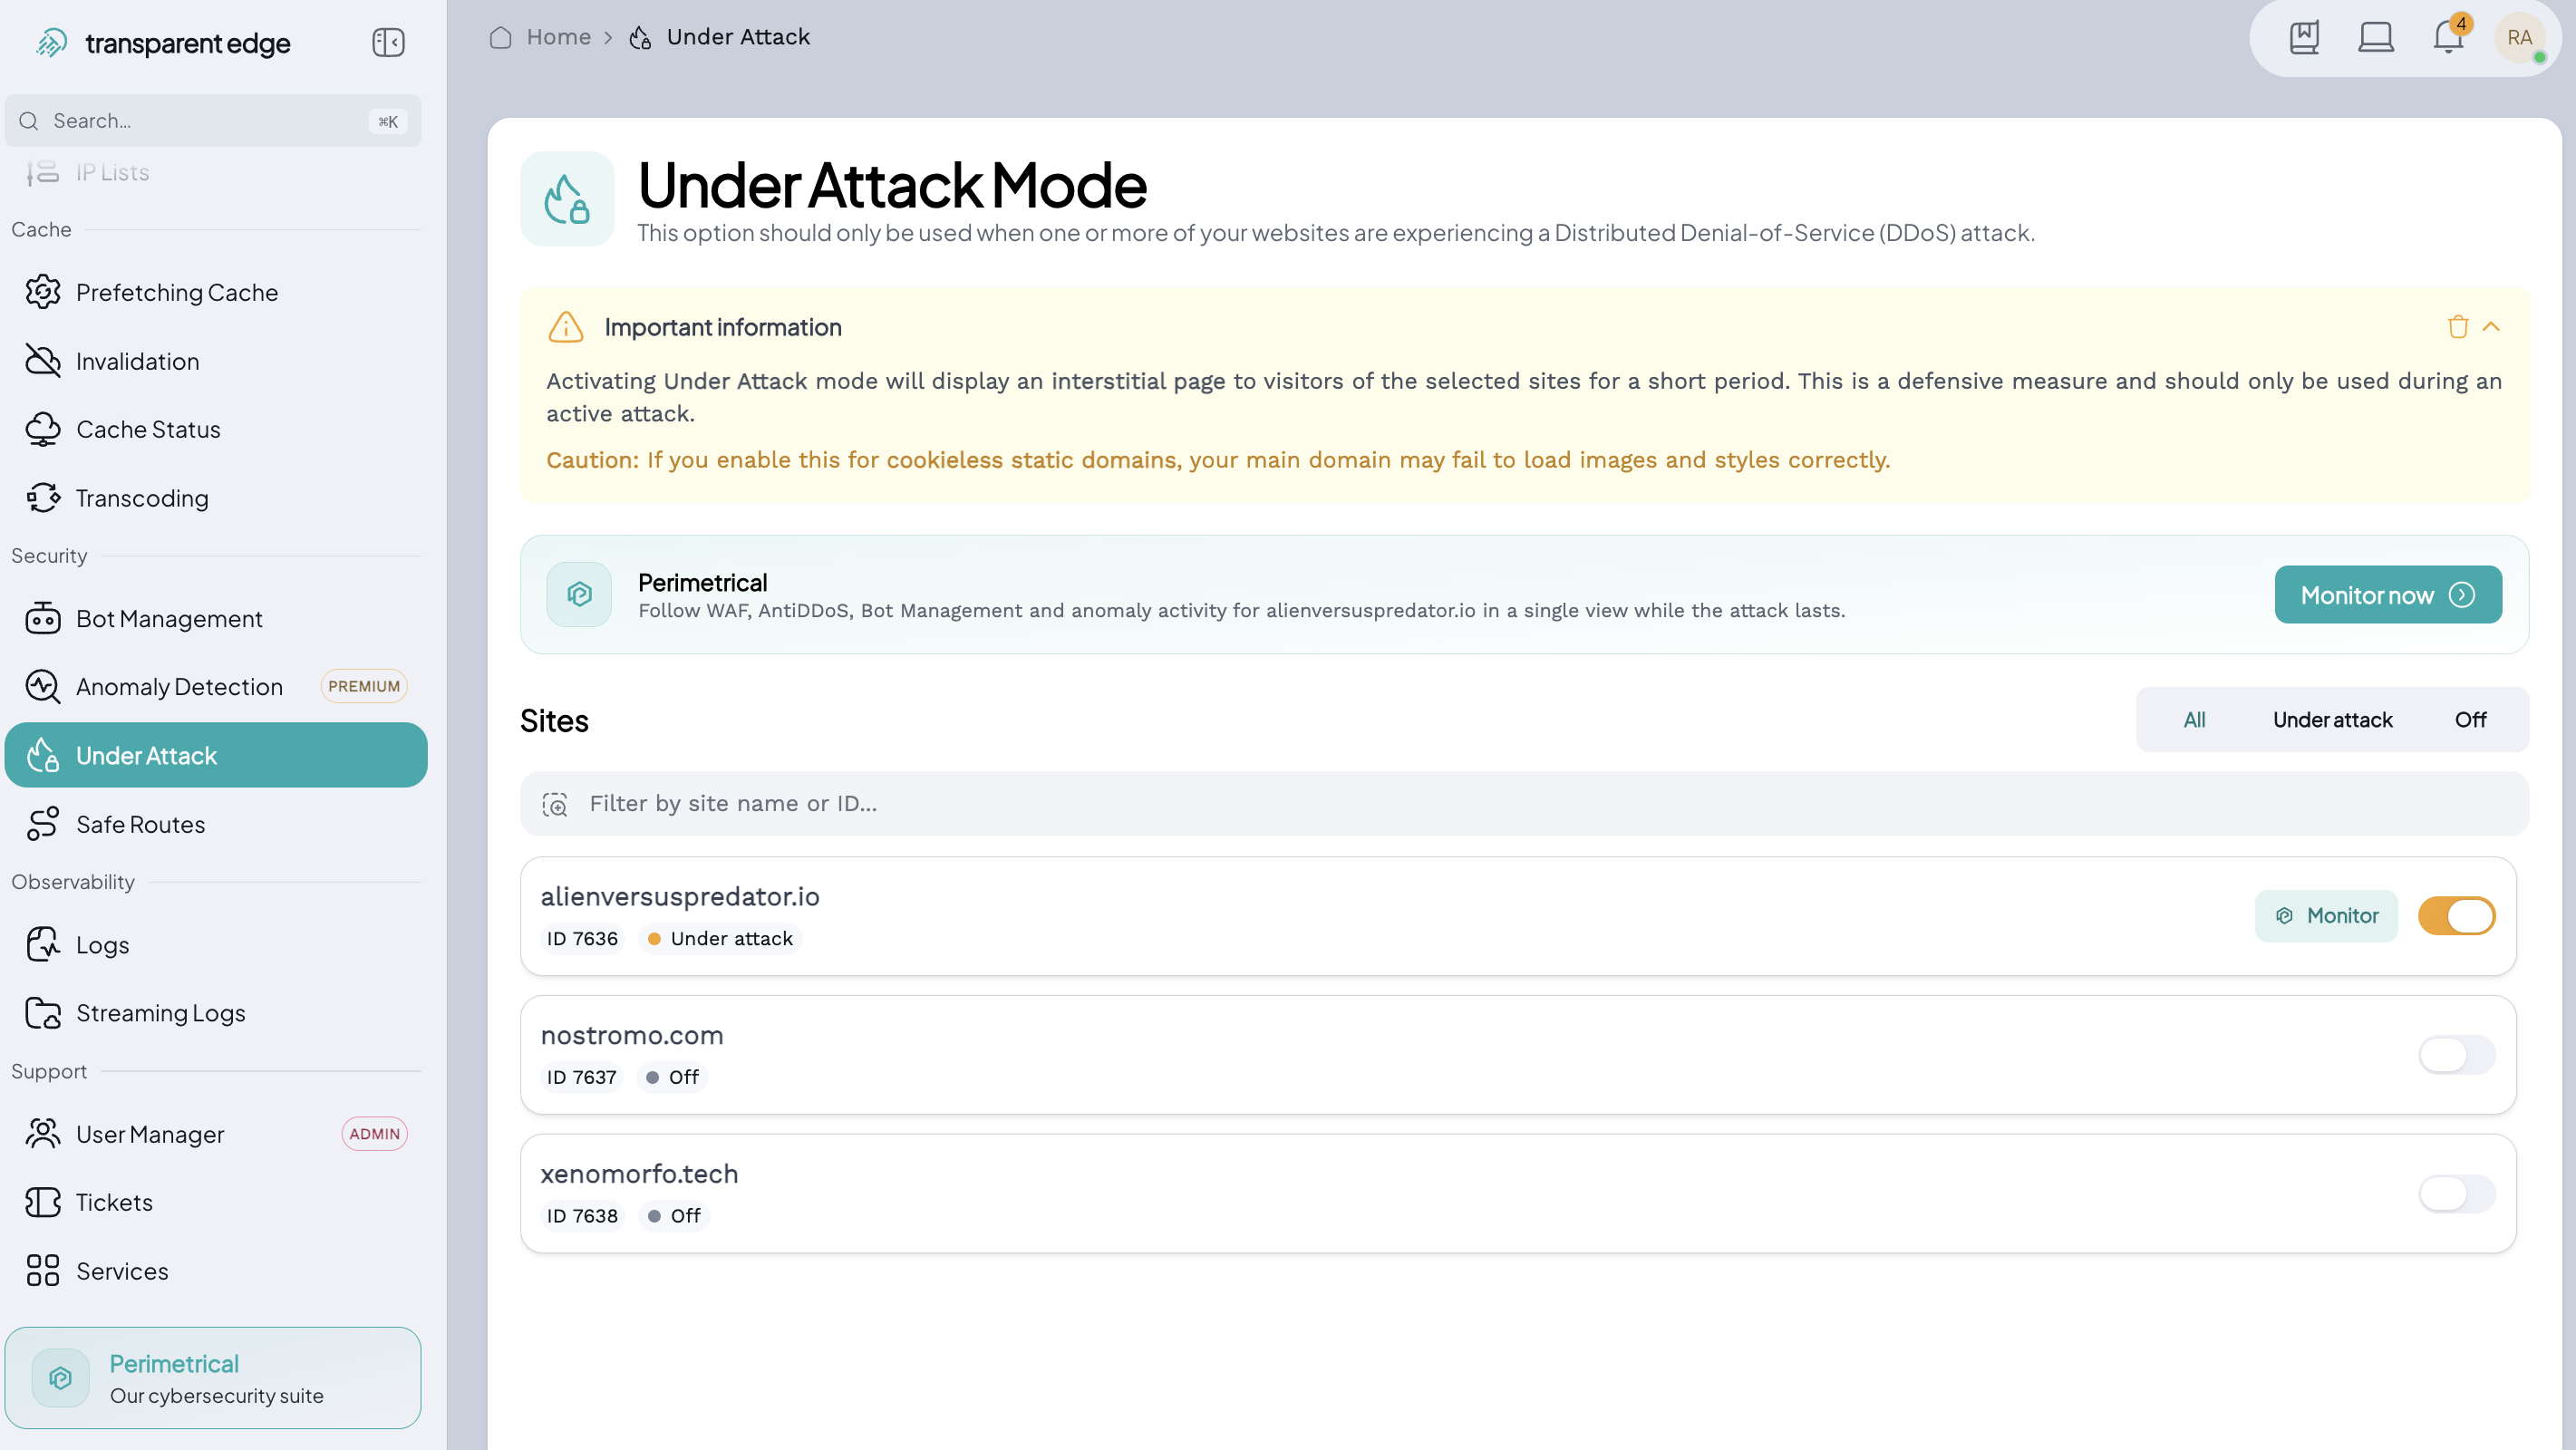 transparent edge
Search...
⌘K
IP Lists
Cache
Prefetching Cache
Invalidation
Cache Status
Transcoding
Security
Bot Management
Anomaly Detection
PREMIUM
Under Attack
Safe Routes
Observability
Logs
Streaming Logs
Support
User Manager
ADMIN
Tickets
Services
Perimetrical
Our cybersecurity suite
Home > Under Attack
4
RA
Under Attack Mode
This option should only be used when one or more of your websites are experiencing a Distributed Denial-of-Service (DDoS) attack.
Important information
Activating Under Attack mode will display an interstitial page to visitors of the selected sites for a short period. This is a defensive measure and should only be used during an
active attack.
Caution: If you enable this for cookieless static domains, your main domain may fail to load images and styles correctly.
Perimetrical
Follow WAF, AntiDDoS, Bot Management and anomaly activity for alienversuspredator.io in a single view while the attack lasts.
Monitor now
Sites
All
Under attack
Off
Filter by site name or ID...
alienversuspredator.io
ID 7636
Under attack
Monitor
nostromo.com
ID 7637
Off
xenomorfo.tech
ID 7638
Off